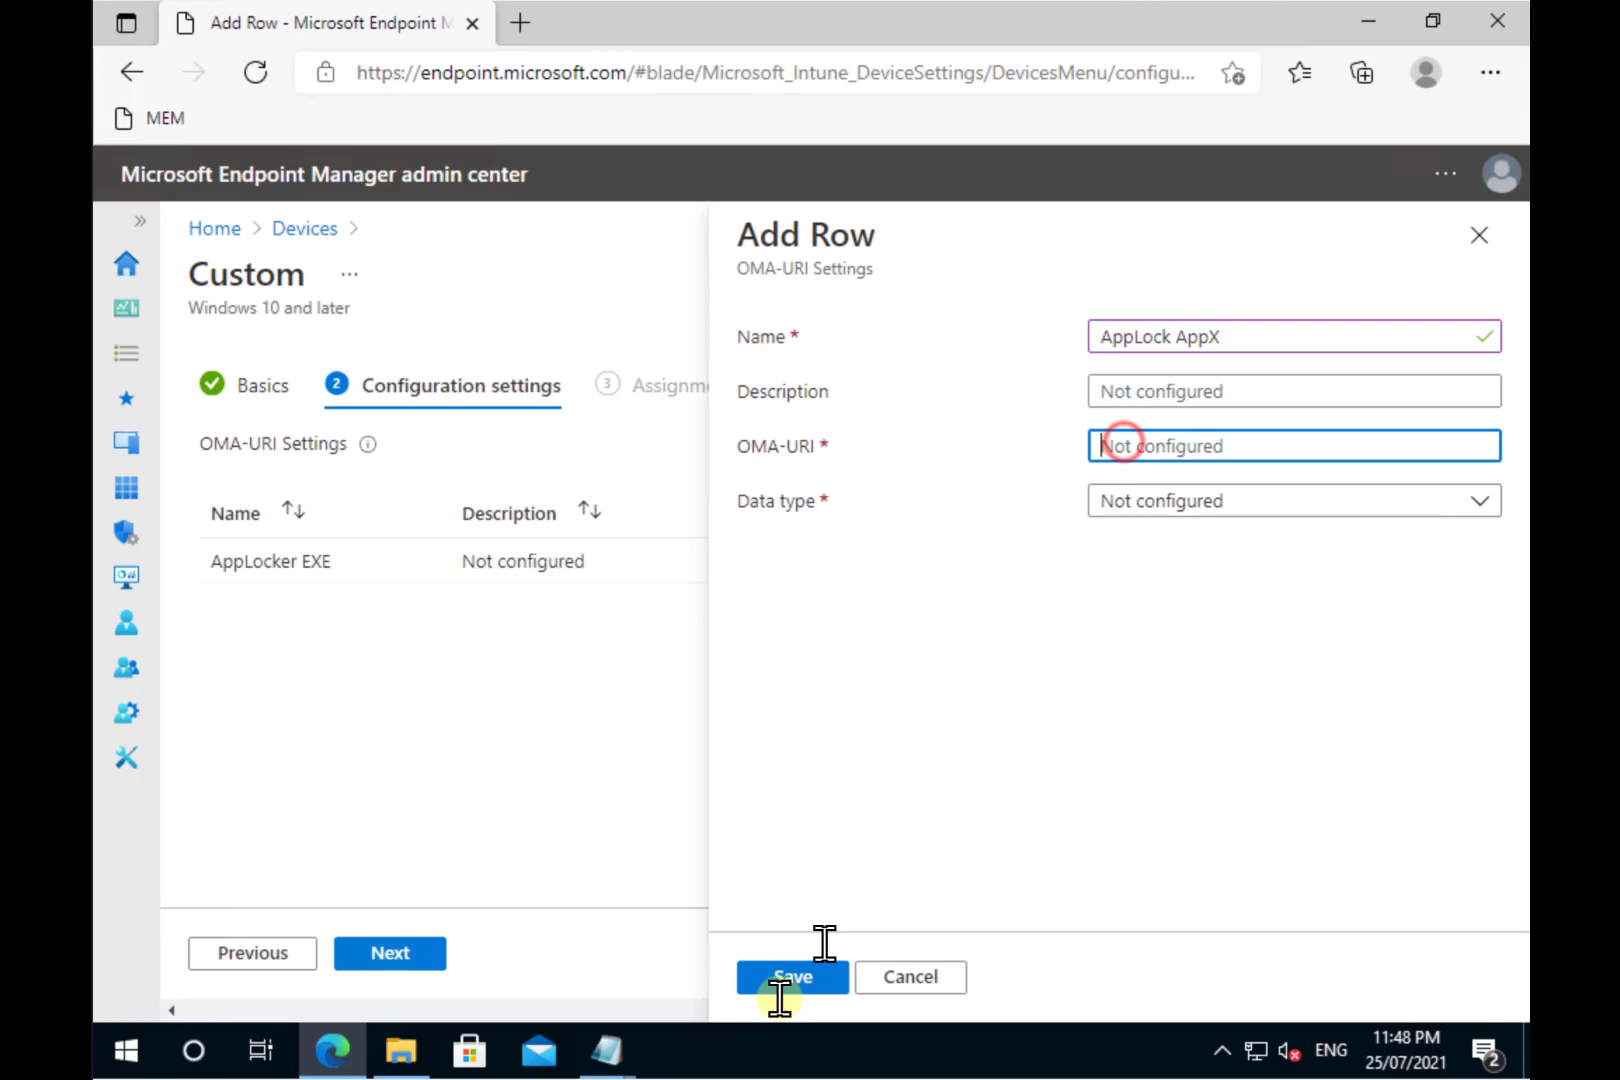 Add Row - Microsoft Endpoint M
https://endpoint.microsoft.com/#blade/Microsoft_Intune_DeviceSettings/DevicesMenu/configu...
MEM
Microsoft Endpoint Manager admin center
Home > Devices >
Custom
Windows 10 and later
Basics
2 Configuration settings
3 Assignm
OMA-URI Settings
Name
Description
AppLocker EXE
Not configured
Previous
Next
Add Row
OMA-URI Settings
Name *
AppLock AppX
Description
Not configured
OMA-URI *
Not configured
Data type *
Not configured
Save
Cancel
ENG
11:48 PM
25/07/2021
2